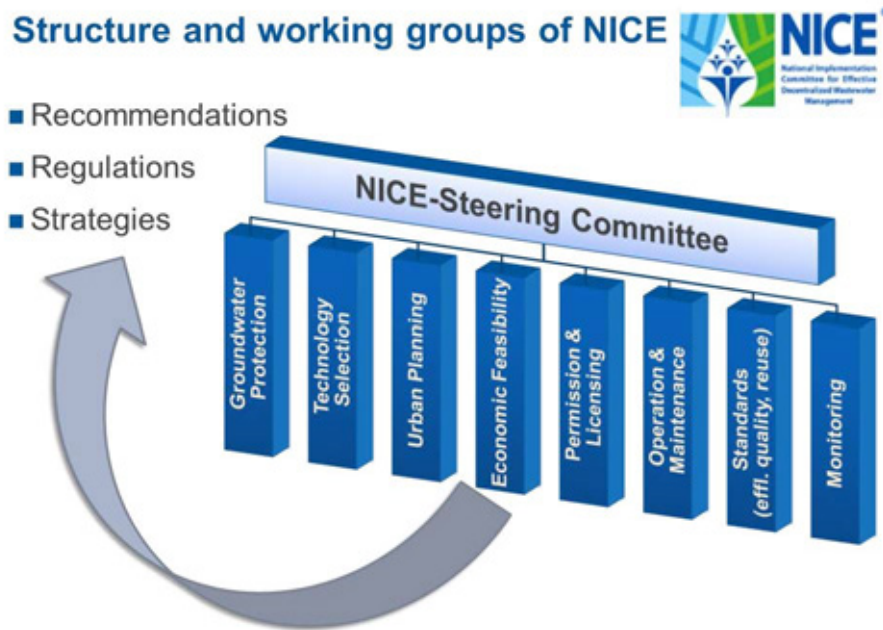 Structure and working groups of NICE
NICE
National Implementation
Committee for Effective
Decentralized Wastewater
Management
Recommendations
Regulations
Strategies
NICE-Steering Committee
Groundwater
Protection
Technology
Selection
Urban Planning
Economic Feasibility
Permission &
Licensing
Operation &
Maintenance
Standards
(effl. quality, reuse)
Monitoring